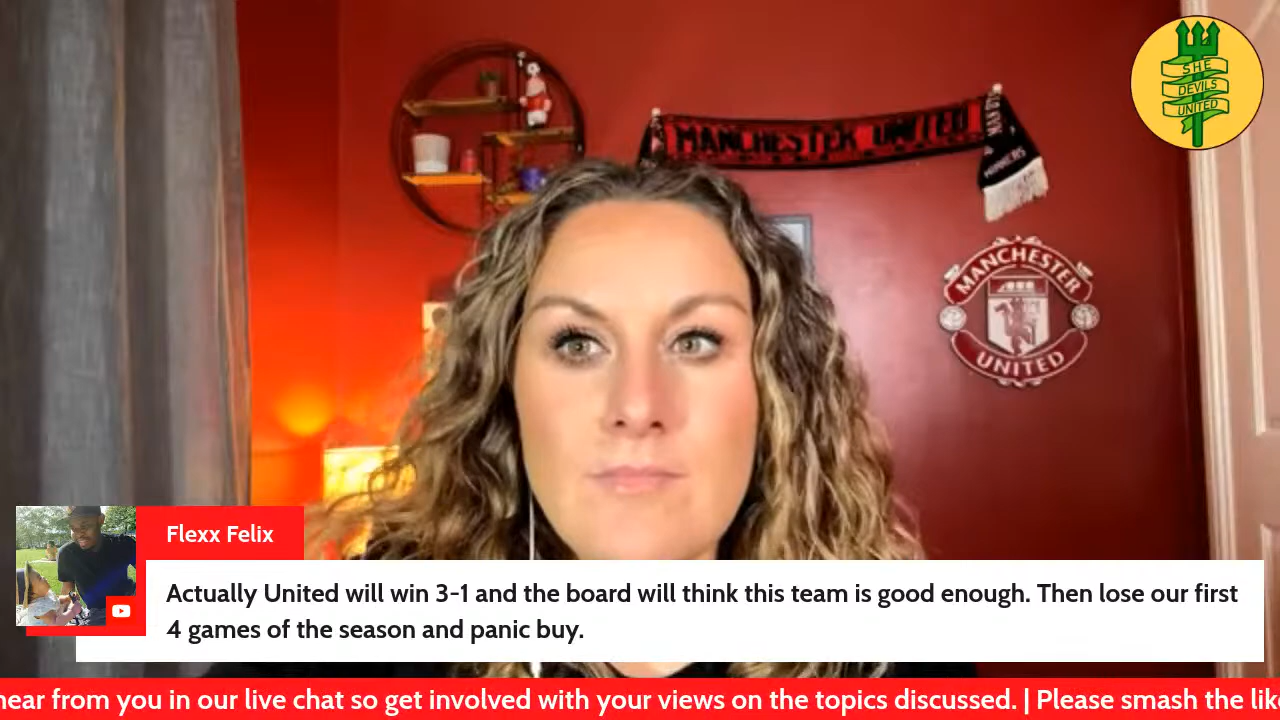 SHE
DEVILS
UNITED
MANCHESTER UNITED
MANCHESTER
UNITED
Flexx Felix
Actually United will win 3-1 and the board will think this team is good enough. Then lose our first
4 games of the season and panic buy.
hear from you in our live chat so get involved with your views on the topics discussed. | Please smash the lik